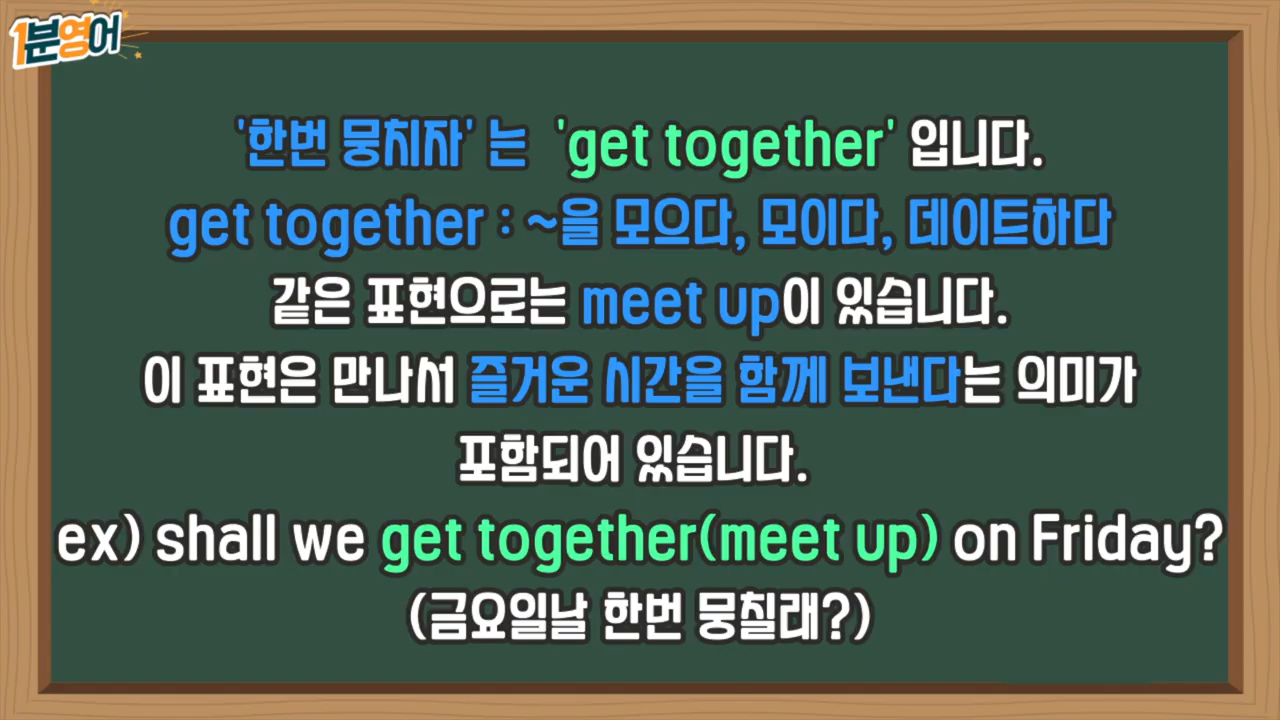 1분영어
'한번 뭉치자' 는 'get together' 입니다.
get together : ~을 모으다, 모이다, 데이트하다
같은 표현으로는 meet up이 있습니다.
이 표현은 만나서 즐거운 시간을 함께 보낸다는 의미가
포함되어 있습니다.
ex) shall we get together(meet up) on Friday?
(금요일날 한번 뭉칠래?)